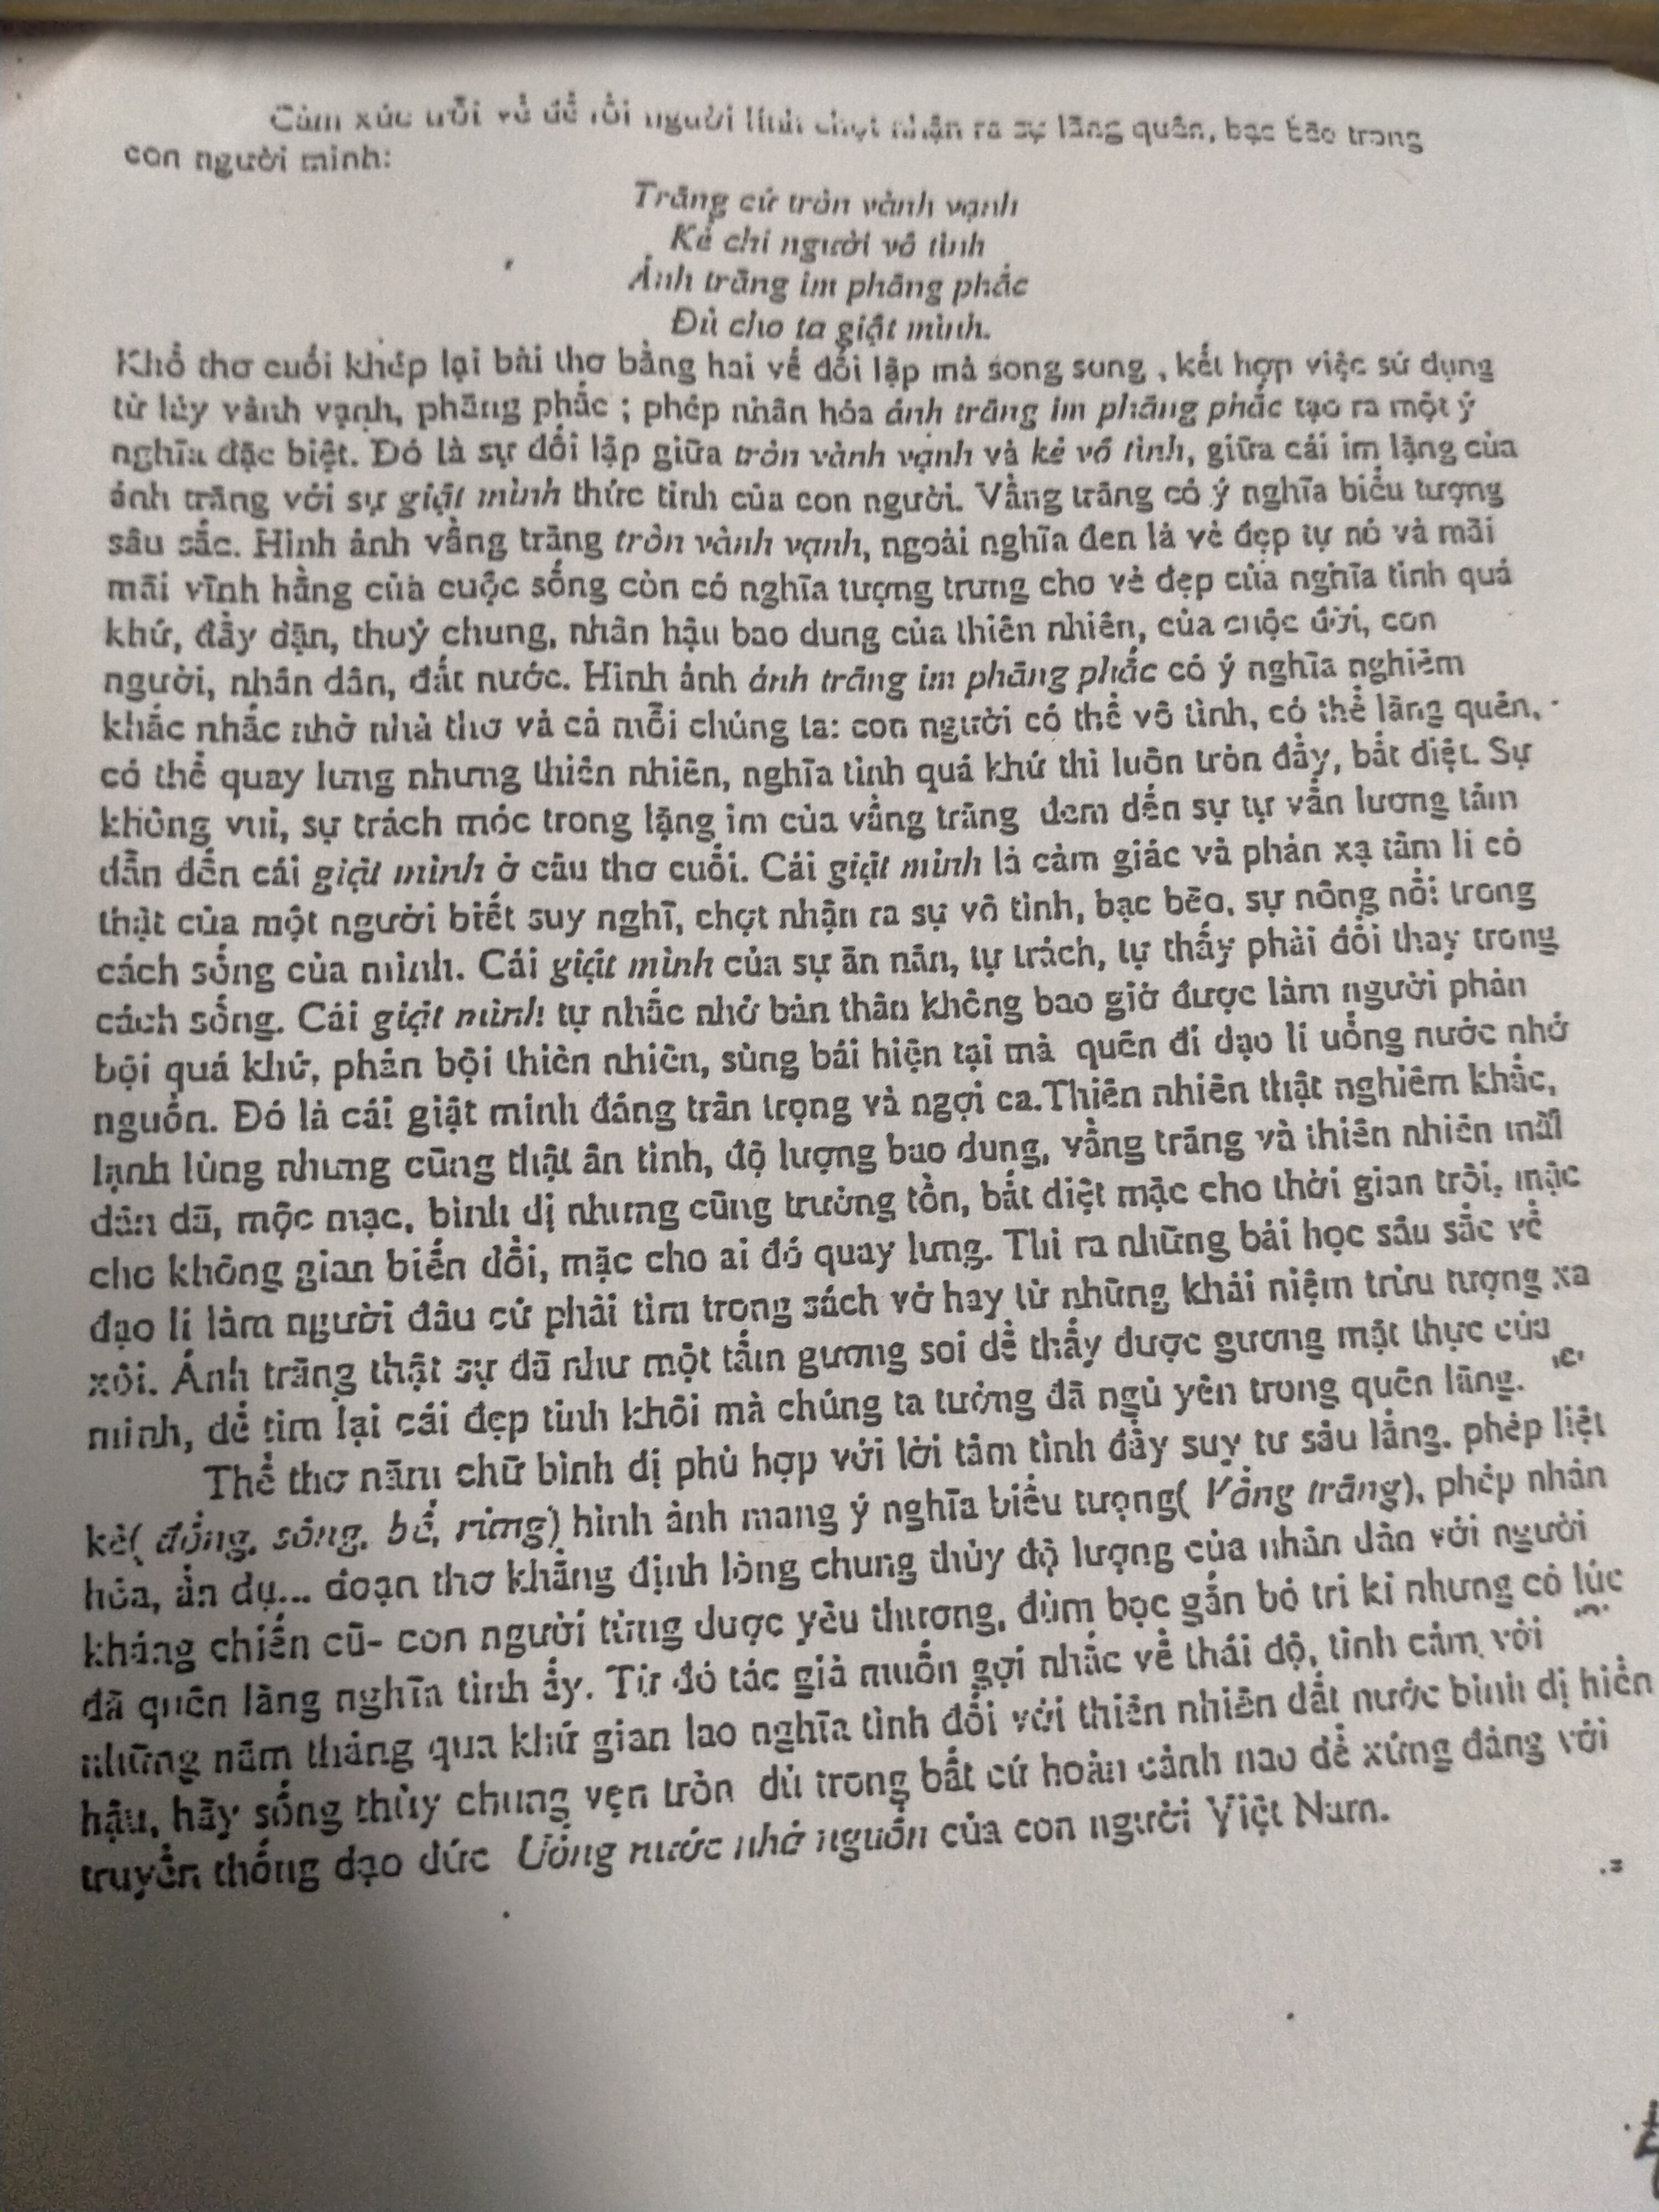 Cảm xúc trỗi về để rồi người lính chợt nhận ra sự lãng quên, bạc bẽo trong
con người mình:
Trăng cứ tròn vành vạnh
Kể chi người vô tình
Ánh trăng im phăng phắc
Đủ cho ta giật mình.
Khổ thơ cuối khép lại bài thơ bằng hai vế đối lập mà song song , kết hợp việc sử dụng
từ láy vành vạnh, phăng phắc ; phép nhân hóa ánh trăng im phăng phắc tạo ra một ý
nghĩa đặc biệt. Đó là sự đối lập giữa tròn vành vạnh và kẻ vô tình, giữa cái im lặng của
ánh trăng với sự giật mình thức tỉnh của con người. Vầng trăng có ý nghĩa biểu tượng
sâu sắc. Hình ảnh vầng trăng tròn vành vạnh, ngoài nghĩa đen là vẻ đẹp tự nó và mãi
mãi vĩnh hằng của cuộc sống còn có nghĩa tượng trưng cho vẻ đẹp của nghĩa tình quá
khứ, đầy dặn, thuỷ chung, nhân hậu bao dung của thiên nhiên, của cuộc đời, con
người, nhân dân, đất nước. Hình ảnh ánh trăng im phăng phắc có ý nghĩa nghiêm
khắc nhắc nhở nhà thơ và cả mỗi chúng ta: con người có thể vô tình, có thể lãng quên,
có thể quay lưng nhưng thiên nhiên, nghĩa tình quá khứ thì luôn tròn đầy, bất diệt. Sự
không vui, sự trách móc trong lặng im của vầng trăng đem đến sự tự vấn lương tâm
dẫn đến cái giật mình ở câu thơ cuối. Cái giật mình là cảm giác và phản xạ tâm lí có
thật của một người biết suy nghĩ, chợt nhận ra sự vô tình, bạc bẽo, sự nông nổi trong
cách sống của mình. Cái giật mình của sự ăn năn, tự trách, tự thấy phải đổi thay trong
cách sống. Cái giật mình tự nhắc nhở bản thân không bao giờ được làm người phản
bội quá khứ, phản bội thiên nhiên, sùng bái hiện tại mà quên đi đạo lí uống nước nhớ
nguồn. Đó là cái giật mình đáng trân trọng và ngợi ca.Thiên nhiên thật nghiêm khắc,
lạnh lùng nhưng cũng thật ân tình, độ lượng bao dung, vầng trăng và thiên nhiên mãi
dân dã, mộc mạc, bình dị nhưng cũng trường tồn, bất diệt mặc cho thời gian trôi, mặc
cho không gian biến đổi, mặc cho ai đó quay lưng. Thì ra những bài học sâu sắc về
đạo lí làm người đâu cứ phải tìm trong sách vở hay từ những khái niệm trừu tượng xa
xôi. Ánh trăng thật sự đã như một tấm gương soi để thấy được gương mặt thực của
mình, để tìm lại cái đẹp tinh khôi mà chúng ta tưởng đã ngủ yên trong quên lãng.
Thể thơ năm chữ bình dị phù hợp với lời tâm tình đầy suy tư sâu lắng. phép liệt
kê( đồng, sông, bể, rừng) hình ảnh mang ý nghĩa biểu tượng( Vầng trăng), phép nhân
hóa, ẩn dụ... đoạn thơ khẳng định lòng chung thủy độ lượng của nhân dân với người
kháng chiến cũ- con người từng được yêu thương, đùm bọc gắn bó tri kỉ nhưng có lúc
đã quên lãng nghĩa tình ấy. Từ đó tác giả muốn gợi nhắc về thái độ, tình cảm với
những năm tháng qua khứ gian lao nghĩa tình đối với thiên nhiên đất nước bình dị hiền
hậu, hãy sống thủy chung vẹn tròn dù trong bất cứ hoàn cảnh nao để xứng đáng với
truyền thống đạo đức Uống nước nhớ nguồn của con người Việt Nam.